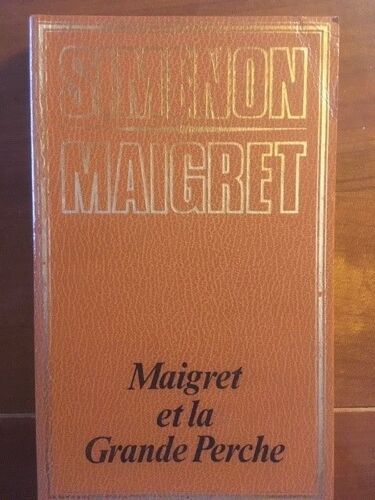 SIMENON
MAIGRET
Maigret
et la
Grande Perche